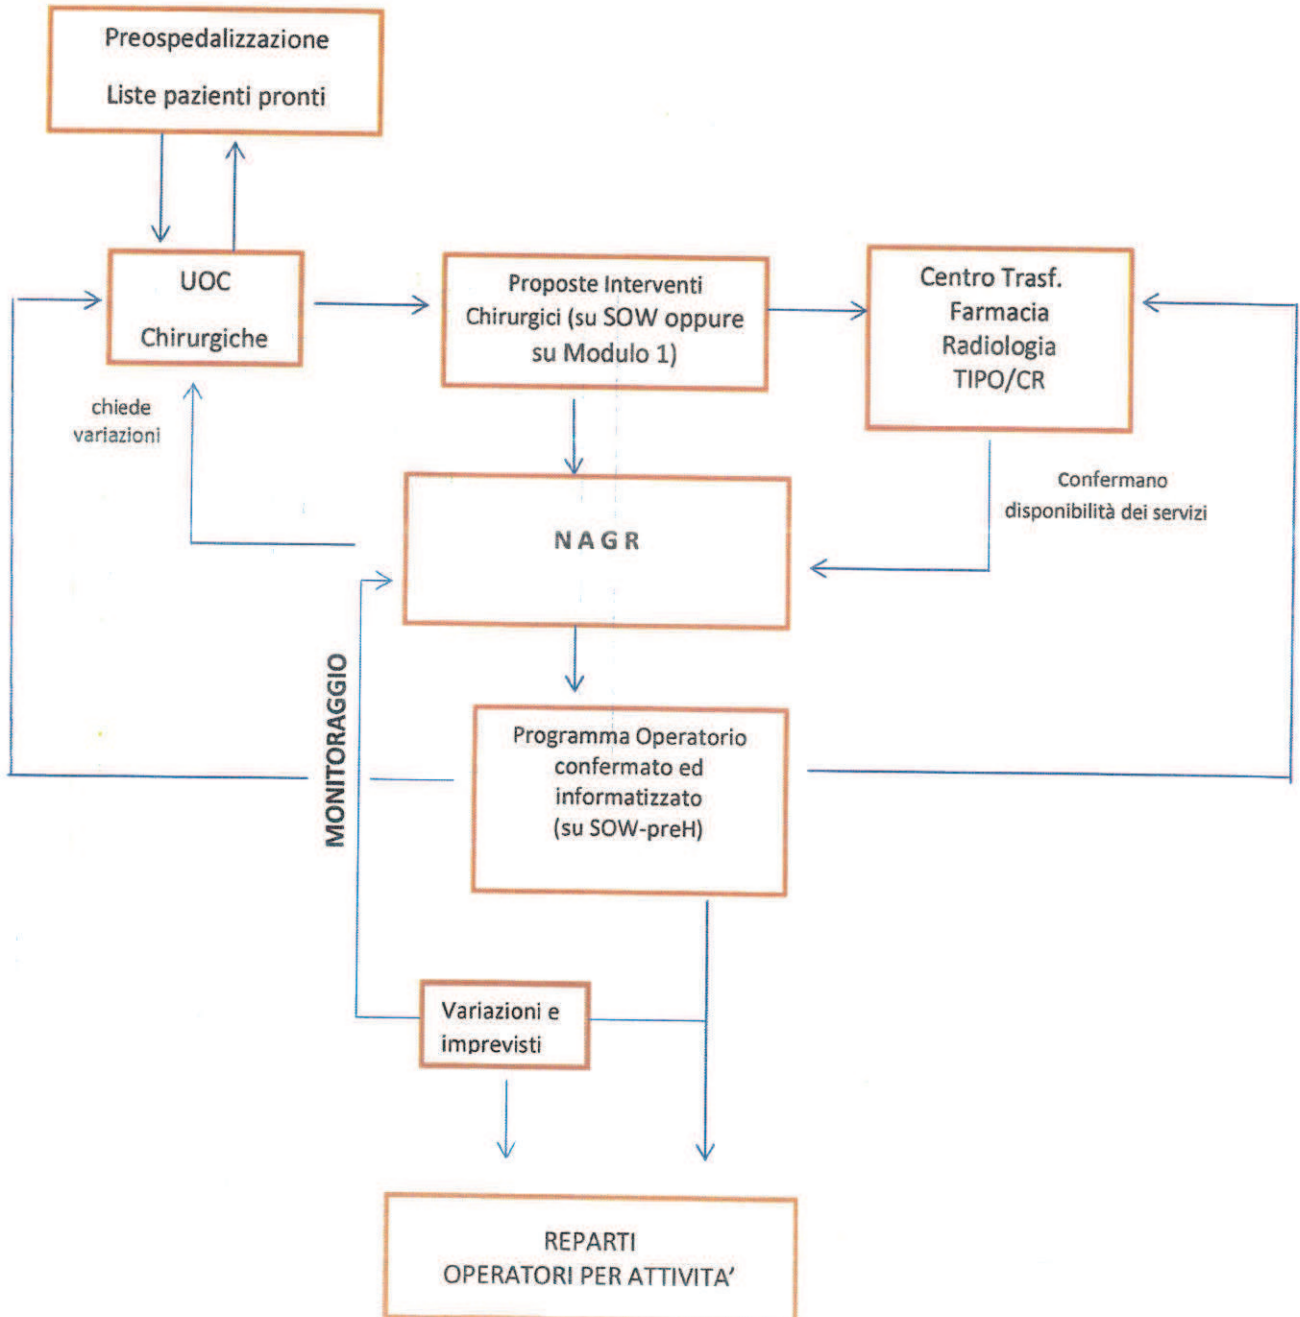 Preospedalizzazione
Liste pazienti pronti
UOC
Chirurgiche
Proposte Interventi
Chirurgici (su SOW oppure
su Modulo 1)
Centro Trasf.
Farmacia
Radiologia
TIPO/CR
chiede
variazioni
Confermano
disponibilità dei servizi
N A G R
MONITORAGGIO
Programma Operatorio
confermato ed
informatizzato
(su SOW-preH)
Variazioni e
imprevisti
REPARTI
OPERATORI PER ATTIVITA’